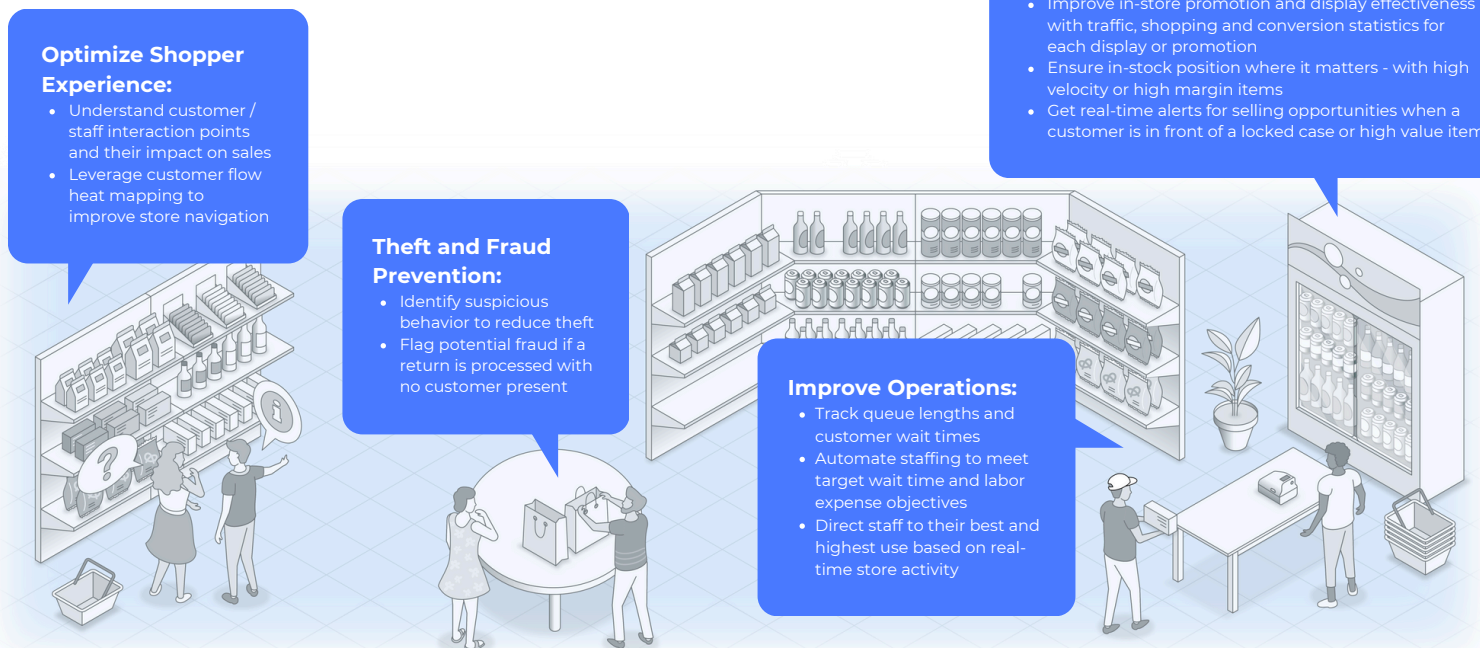 Optimize Shopper
Experience:
• Understand customer /
staff interaction points
and their impact on sales
• Leverage customer flow
heat mapping to
improve store navigation
Theft and Fraud
Prevention:
• Identify suspicious
behavior to reduce theft
• Flag potential fraud if a
return is processed with
no customer present
Improve Operations:
• Track queue lengths and
customer wait times
• Automate staffing to meet
target wait time and labor
expense objectives
• Direct staff to their best and
highest use based on real-
time store activity
• Improve in-store promotion and display effectiveness
with traffic, shopping and conversion statistics for
each display or promotion
• Ensure in-stock position where it matters - with high
velocity or high margin items
• Get real-time alerts for selling opportunities when a
customer is in front of a locked case or high value item
?
i